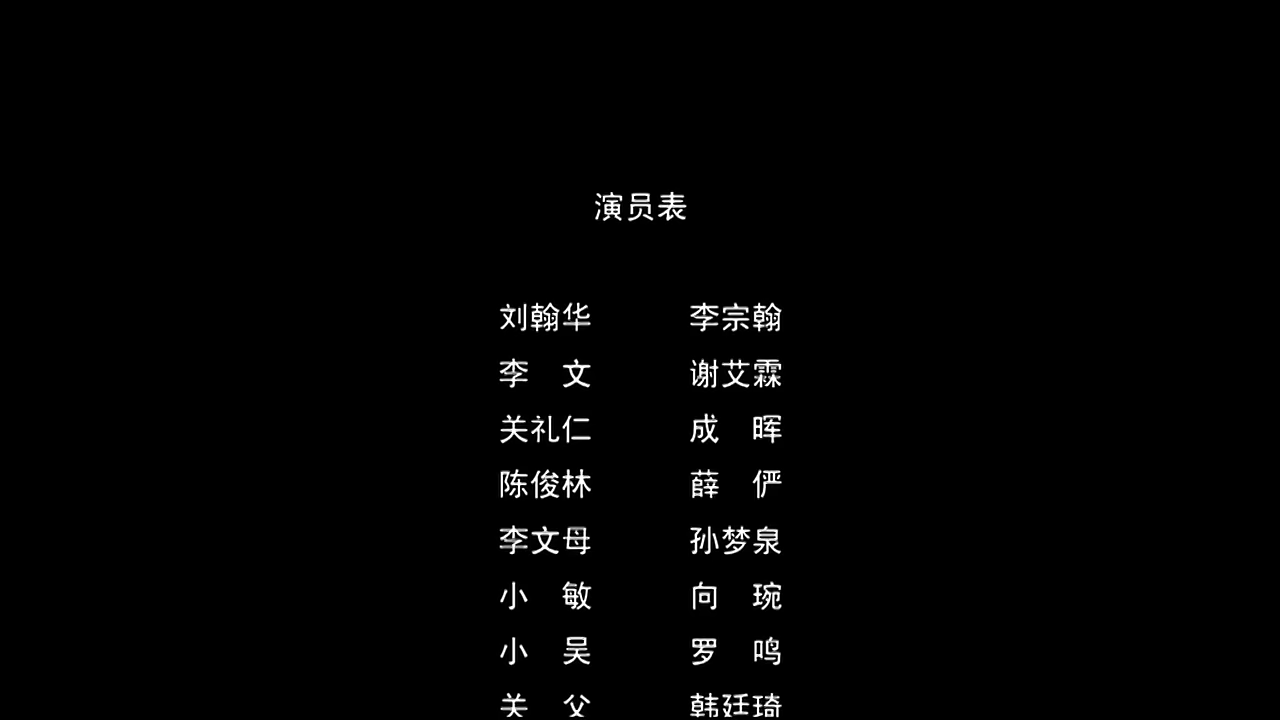 演员表
刘翰华 李宗翰
李 文 谢艾霖
关礼仁 成 晖
陈俊林 薛 俨
李文母 孙梦泉
小 敏 向 琬
小 吴 罗 鸣
关 父 韩廷琦